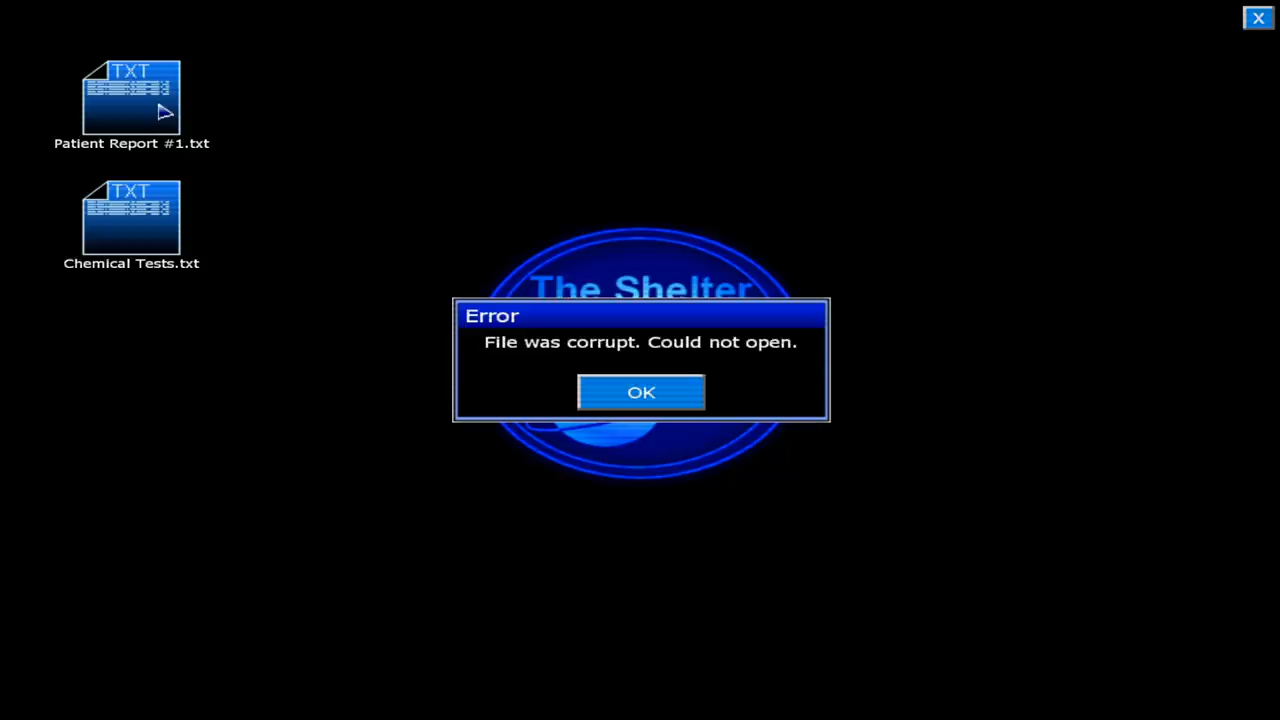 X
TXT
Patient Report #1.txt
TXT
Chemical Tests.txt
The Shelter
Error
File was corrupt. Could not open.
OK